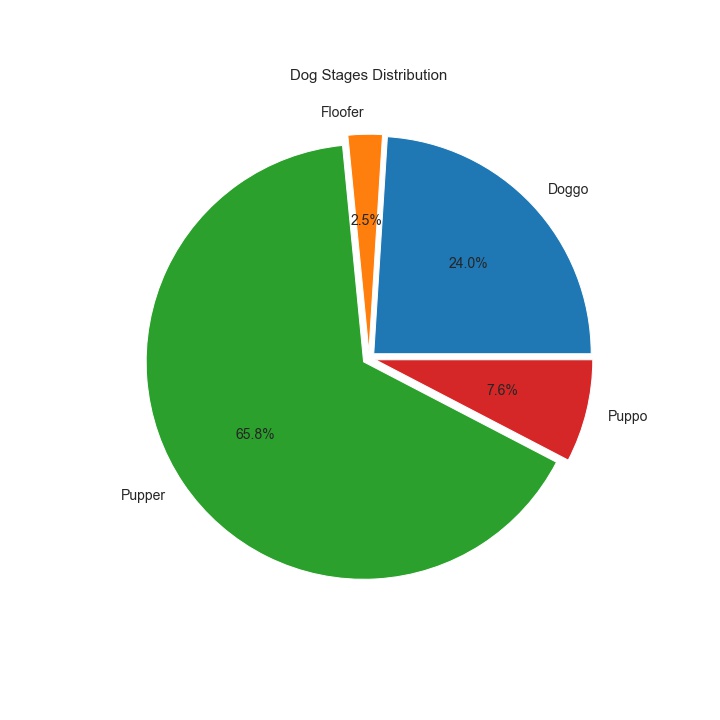 Dog Stages Distribution
Floofer
Doggo
2.5%
24.0%
7.6%
Puppo
65.8%
Pupper